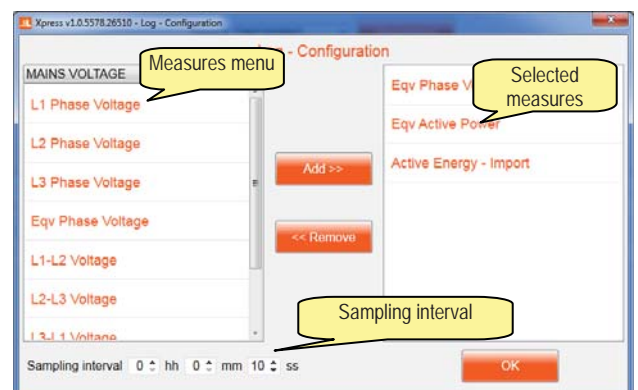 Xpress v1.0.5578.26510 - Log - Configuration
- Configuration
MAINS VOLTAGE
Measures menu
L1 Phase Voltage
L2 Phase Voltage
L3 Phase Voltage
Eqv Phase Voltage
L1-L2 Voltage
L2-L3 Voltage
L3-L1 Voltage
Add >>
<< Remove
Eqv Phase
Selected
measures
Eqv Active Power
Active Energy - Import
Sampling interval
Sampling interval 0 hh 0 mm 10 ss
OK